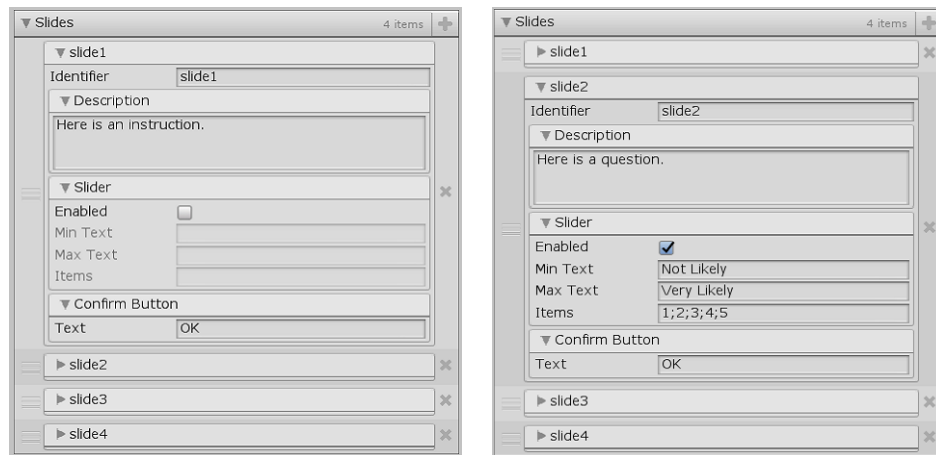 Slides 4 items
slide1
Identifier slide1
Description
Here is an instruction.
Slider
Enabled
Min Text
Max Text
Items
Confirm Button
Text OK
slide2
slide3
slide4
Slides 4 items
slide1
slide2
Identifier slide2
Description
Here is a question.
Slider
Enabled
Min Text Not Likely
Max Text Very Likely
Items 1;2;3;4;5
Confirm Button
Text OK
slide3
slide4